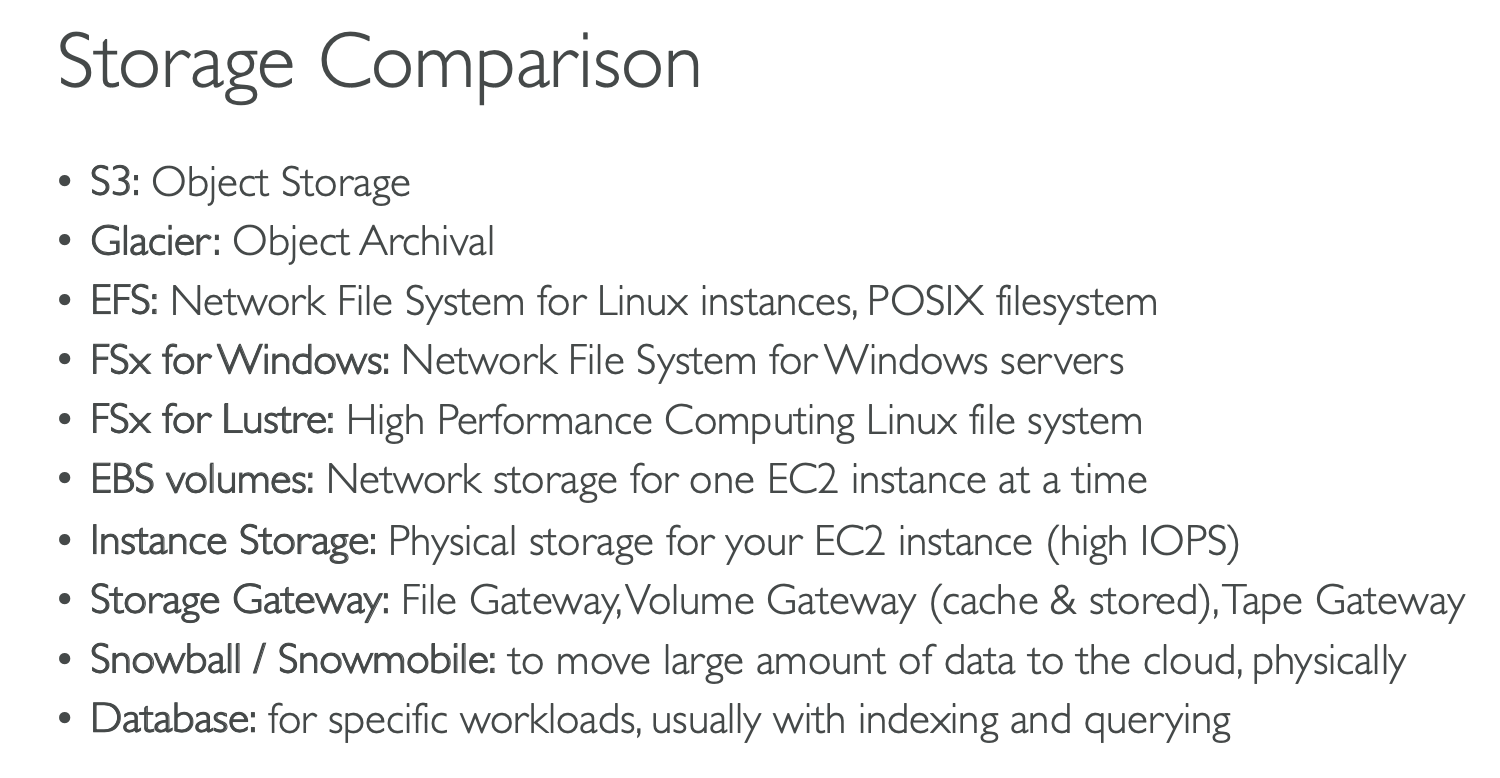 Storage Comparison
• S3: Object Storage
• Glacier: Object Archival
• EFS: Network File System for Linux instances, POSIX filesystem
• FSx for Windows: Network File System for Windows servers
• FSx for Lustre: High Performance Computing Linux file system
• EBS volumes: Network storage for one EC2 instance at a time
• Instance Storage: Physical storage for your EC2 instance (high IOPS)
• Storage Gateway: File Gateway, Volume Gateway (cache & stored), Tape Gateway
• Snowball / Snowmobile: to move large amount of data to the cloud, physically
• Database: for specific workloads, usually with indexing and querying